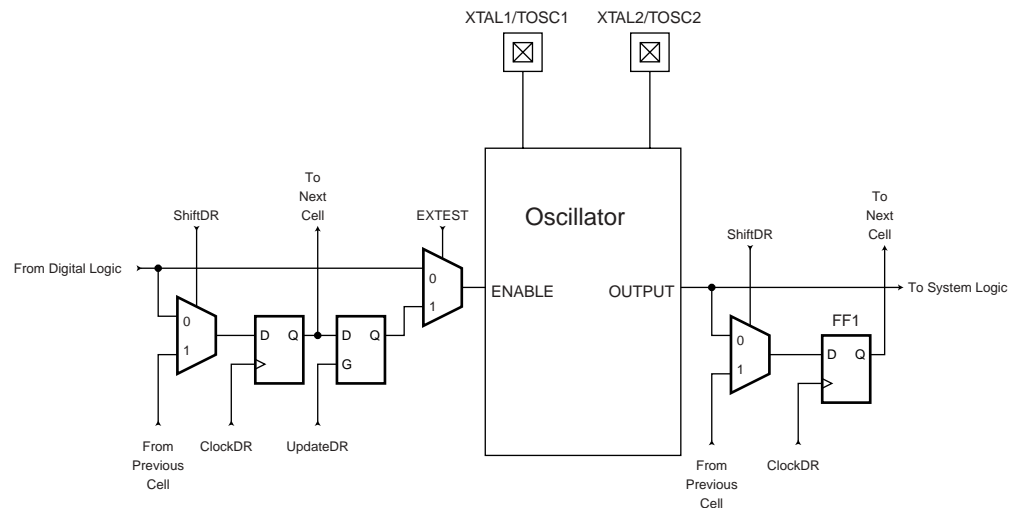 XTAL1/TOSC1
XTAL2/TOSC2
To
Next
Cell
ShiftDR
EXTEST
From Digital Logic
0
1
D Q
D Q
G
0
1
From
Previous
Cell
ClockDR
UpdateDR
Oscillator
ENABLE
OUTPUT
To
Next
Cell
ShiftDR
To System Logic
FF1
0
1
D Q
From
Previous
Cell
ClockDR